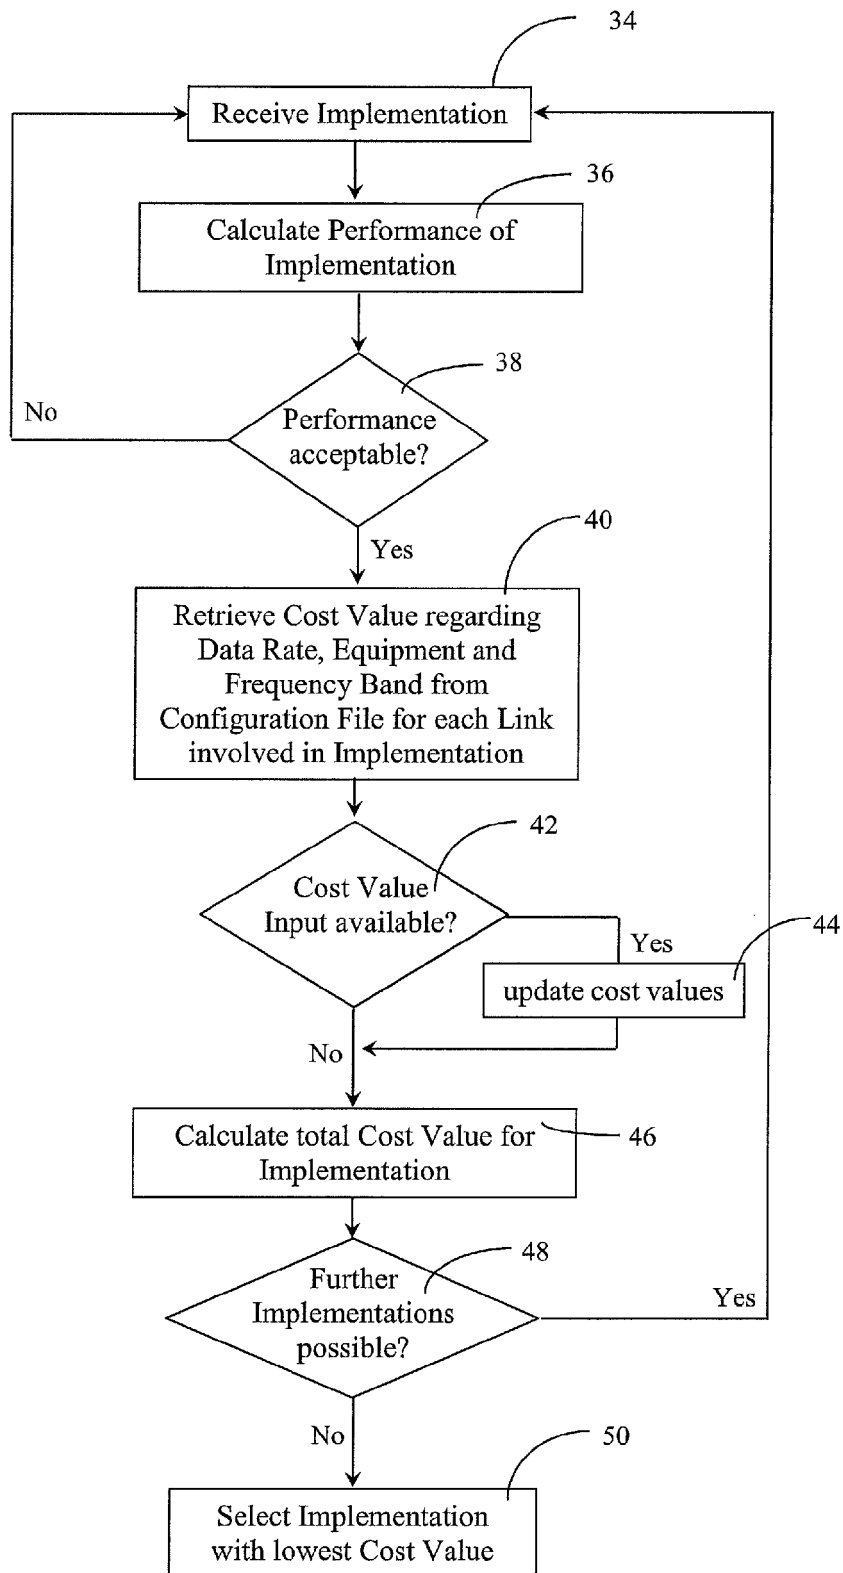 34
Receive Implementation
36
Calculate Performance of
Implementation
38
Performance
acceptable?
No
40
Yes
Retrieve Cost Value regarding
Data Rate, Equipment and
Frequency Band from
Configuration File for each Link
involved in Implementation
42
Cost Value
Input available?
44
Yes
update cost values
No
Calculate total Cost Value for
Implementation
46
48
Further
Implementations
possible?
Yes
No
50
Select Implementation
with lowest Cost Value